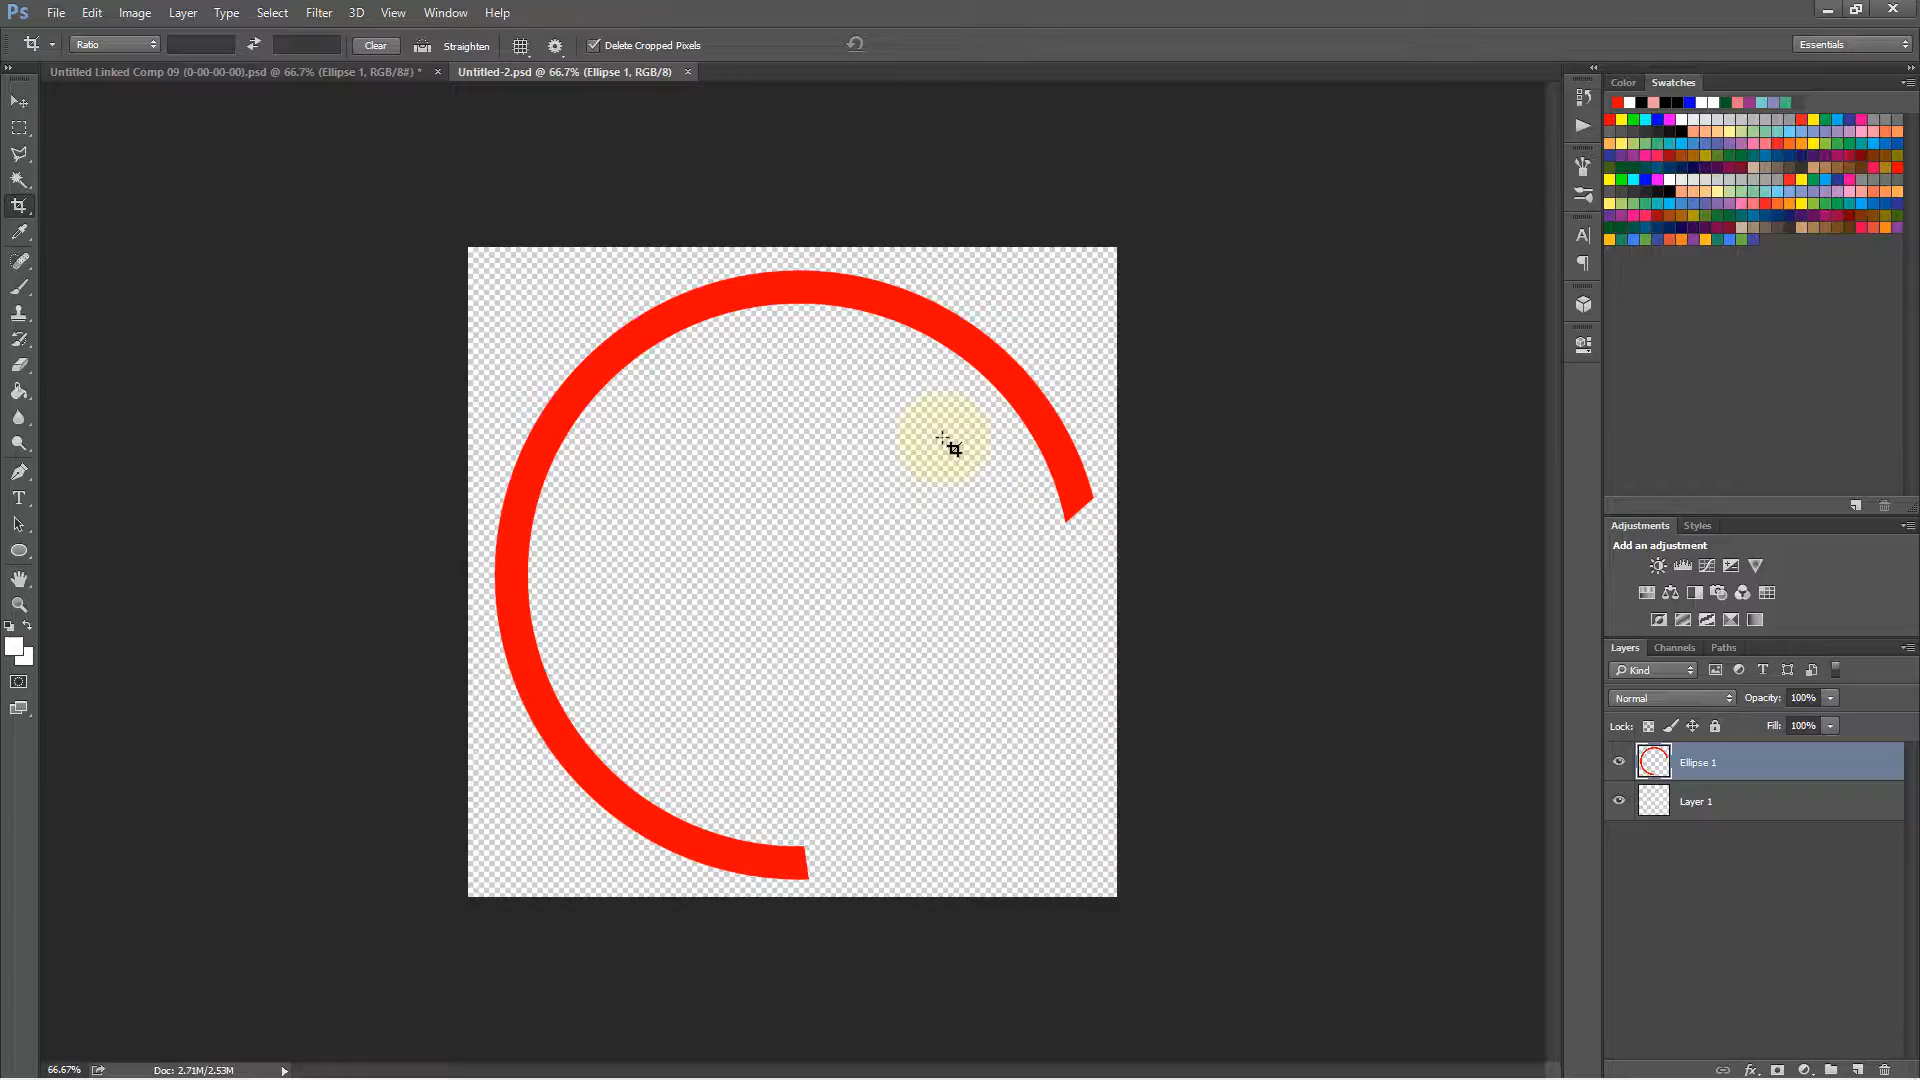 Ps File Edit Image Layer Type Select Filter 3D View Window Help
Ratio Clear Straighten Delete Cropped Pixels Essentials
Untitled Linked Comp 09 (0-00-00-00).psd @ 66.7% (Ellipse 1, RGB/8#) * × Untitled-2.psd @ 66.7% (Ellipse 1, RGB/8) ×
Color Swatches
Adjustments Styles
Add an adjustment
Layers Channels Paths
Kind
Normal Opacity: 100%
Lock: Fill: 100%
Ellipse 1
Layer 1
66.67% Doc: 2.71M/2.53M